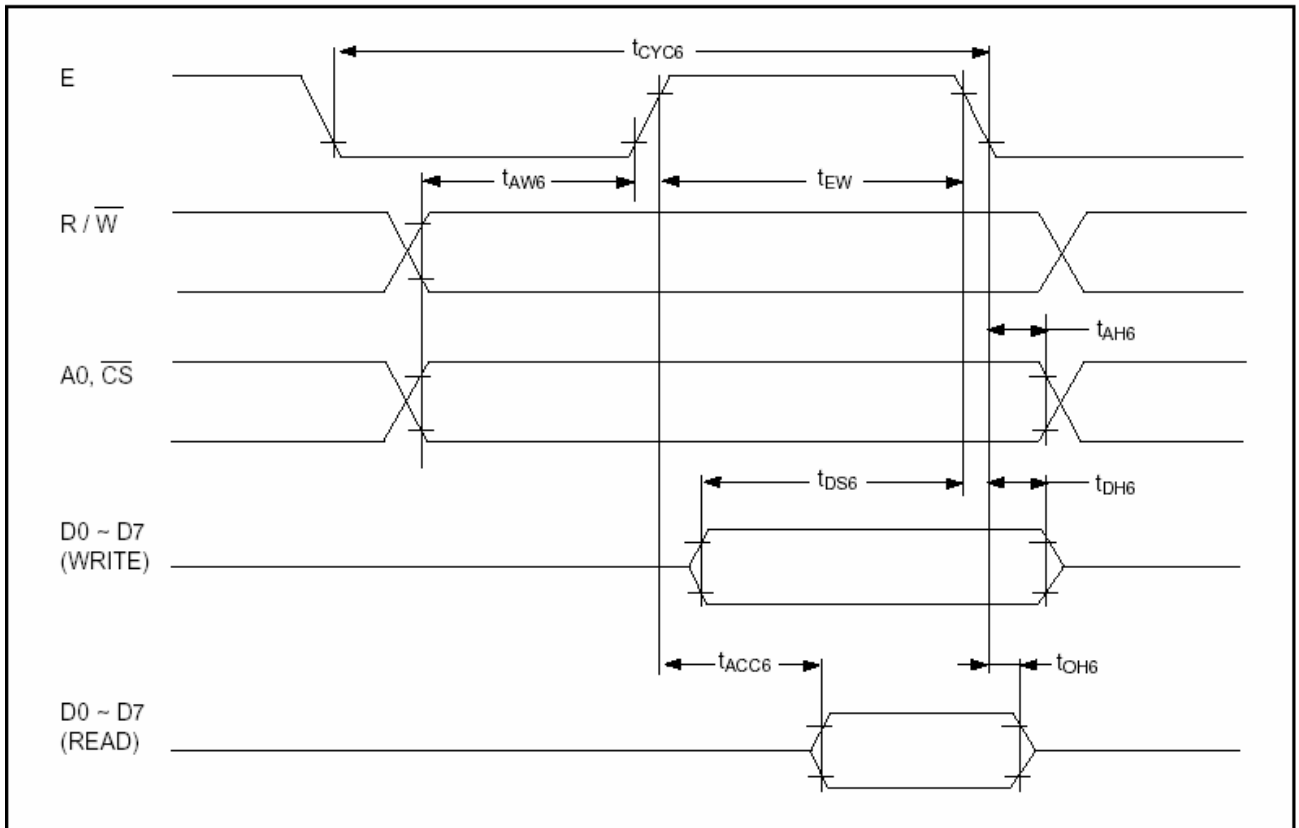 tCYC6
E
tAW6
tEW
R / W
tAH6
A0, CS
tDS6
tDH6
D0 ~ D7
(WRITE)
tACC6
tOH6
D0 ~ D7
(READ)